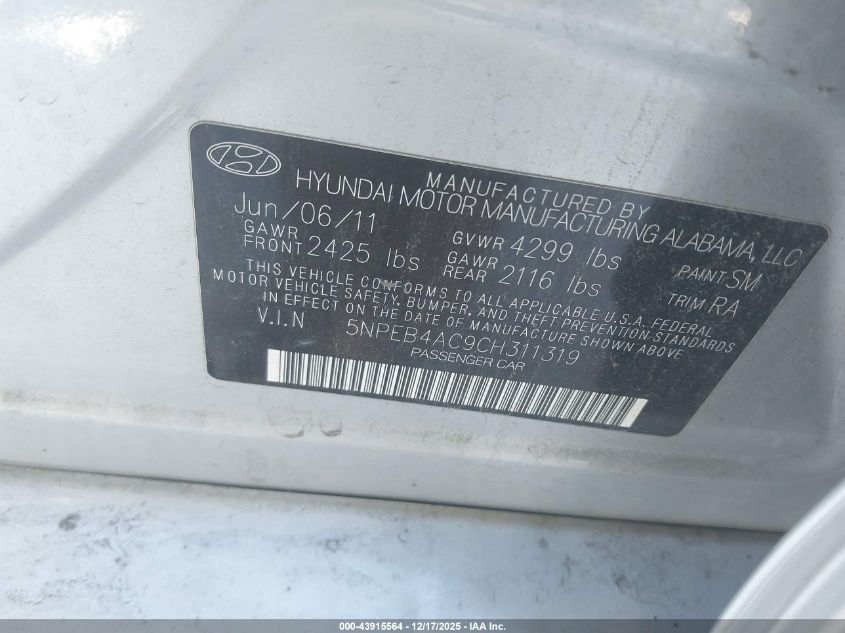 MANUFACTURED BY
HYUNDAI MOTOR MANUFACTURING ALABAMA, LLC
Jun/06/11 GVWR 4299 lbs PAINT SM
GAWR FRONT 2425 lbs GAWR REAR 2116 lbs TRIM RA
THIS VEHICLE CONFORMS TO ALL APPLICABLE U.S.A. FEDERAL
MOTOR VEHICLE SAFETY, BUMPER, AND THEFT PREVENTION STANDARDS
IN EFFECT ON THE DATE OF MANUFACTURE SHOWN ABOVE
V.I.N 5NPEB4AC9CH311319
PASSENGER CAR
000-43915564 - 12/17/2025 - IAA Inc.